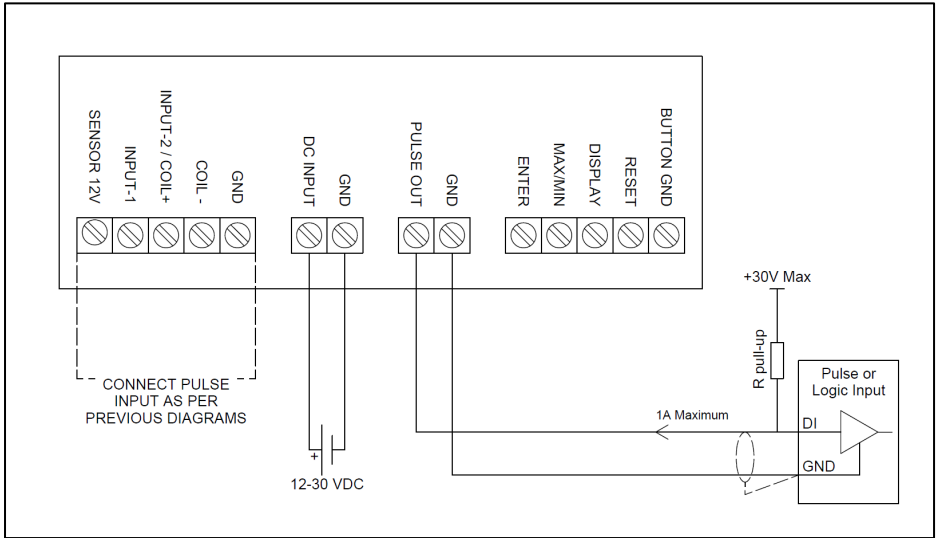 SENSOR 12V
INPUT-1
INPUT-2 / COIL+
COIL -
GND
DC INPUT
GND
PULSE OUT
GND
ENTER
MAX/MIN
DISPLAY
RESET
BUTTON GND
+30V Max
R pull-up
CONNECT PULSE
INPUT AS PER
PREVIOUS DIAGRAMS
+
12-30 VDC
1A Maximum
Pulse or
Logic Input
DI
GND